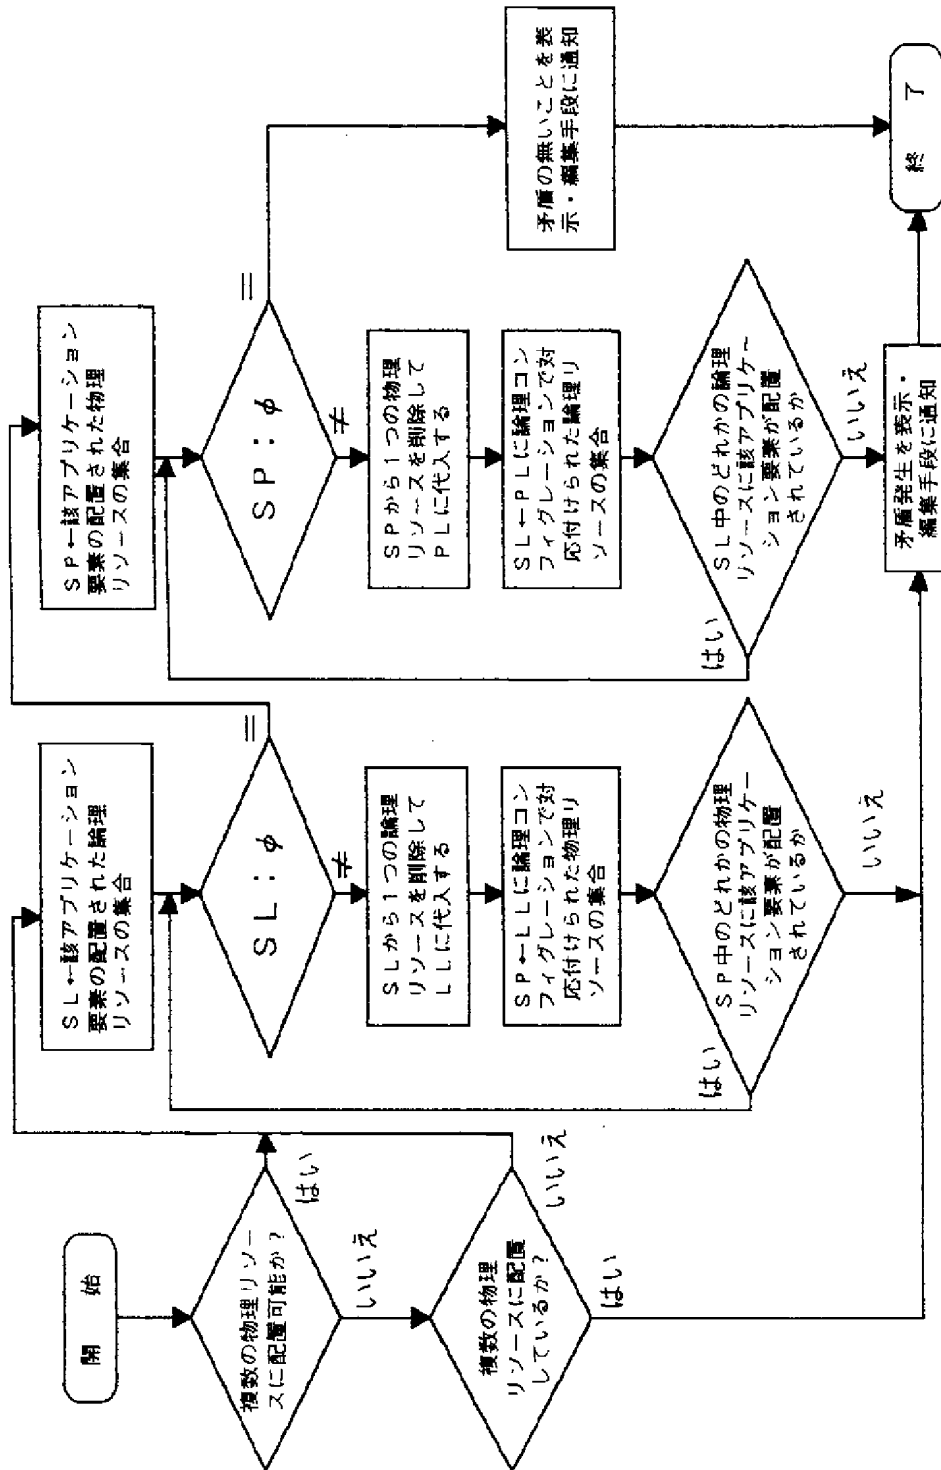 開 始
複数の物理リソー
スに配置可能か？
はい
いいえ
複数の物理
リソースに配置
しているか？
いいえ
はい
ＳＬ←該アプリケーション
要素の配置された論理
リソースの集合
ＳＬ：φ
＝
≠
ＳＬから１つの論理
リソースを削除して
ＬＬに代入する
ＳＰ←ＬＬに論理コン
フィグレーションで対
応付けられた物理リ
ソースの集合
ＳＰ中のどれかの物理
リソースに該アプリケー
ション要素が配置
されているか
はい
いいえ
ＳＰ←該アプリケーション
要素の配置された物理
リソースの集合
ＳＰ：φ
＝
≠
ＳＰから１つの物理
リソースを削除して
ＰＬに代入する
ＳＬ←ＰＬに論理コン
フィグレーションで対
応付けられた論理リ
ソースの集合
ＳＬ中のどれかの論理
リソースに該アプリケー
ション要素が配置
されているか
はい
いいえ
矛盾発生を表示・
編集手段に通知
矛盾の無いことを表
示・編集手段に通知
終 了